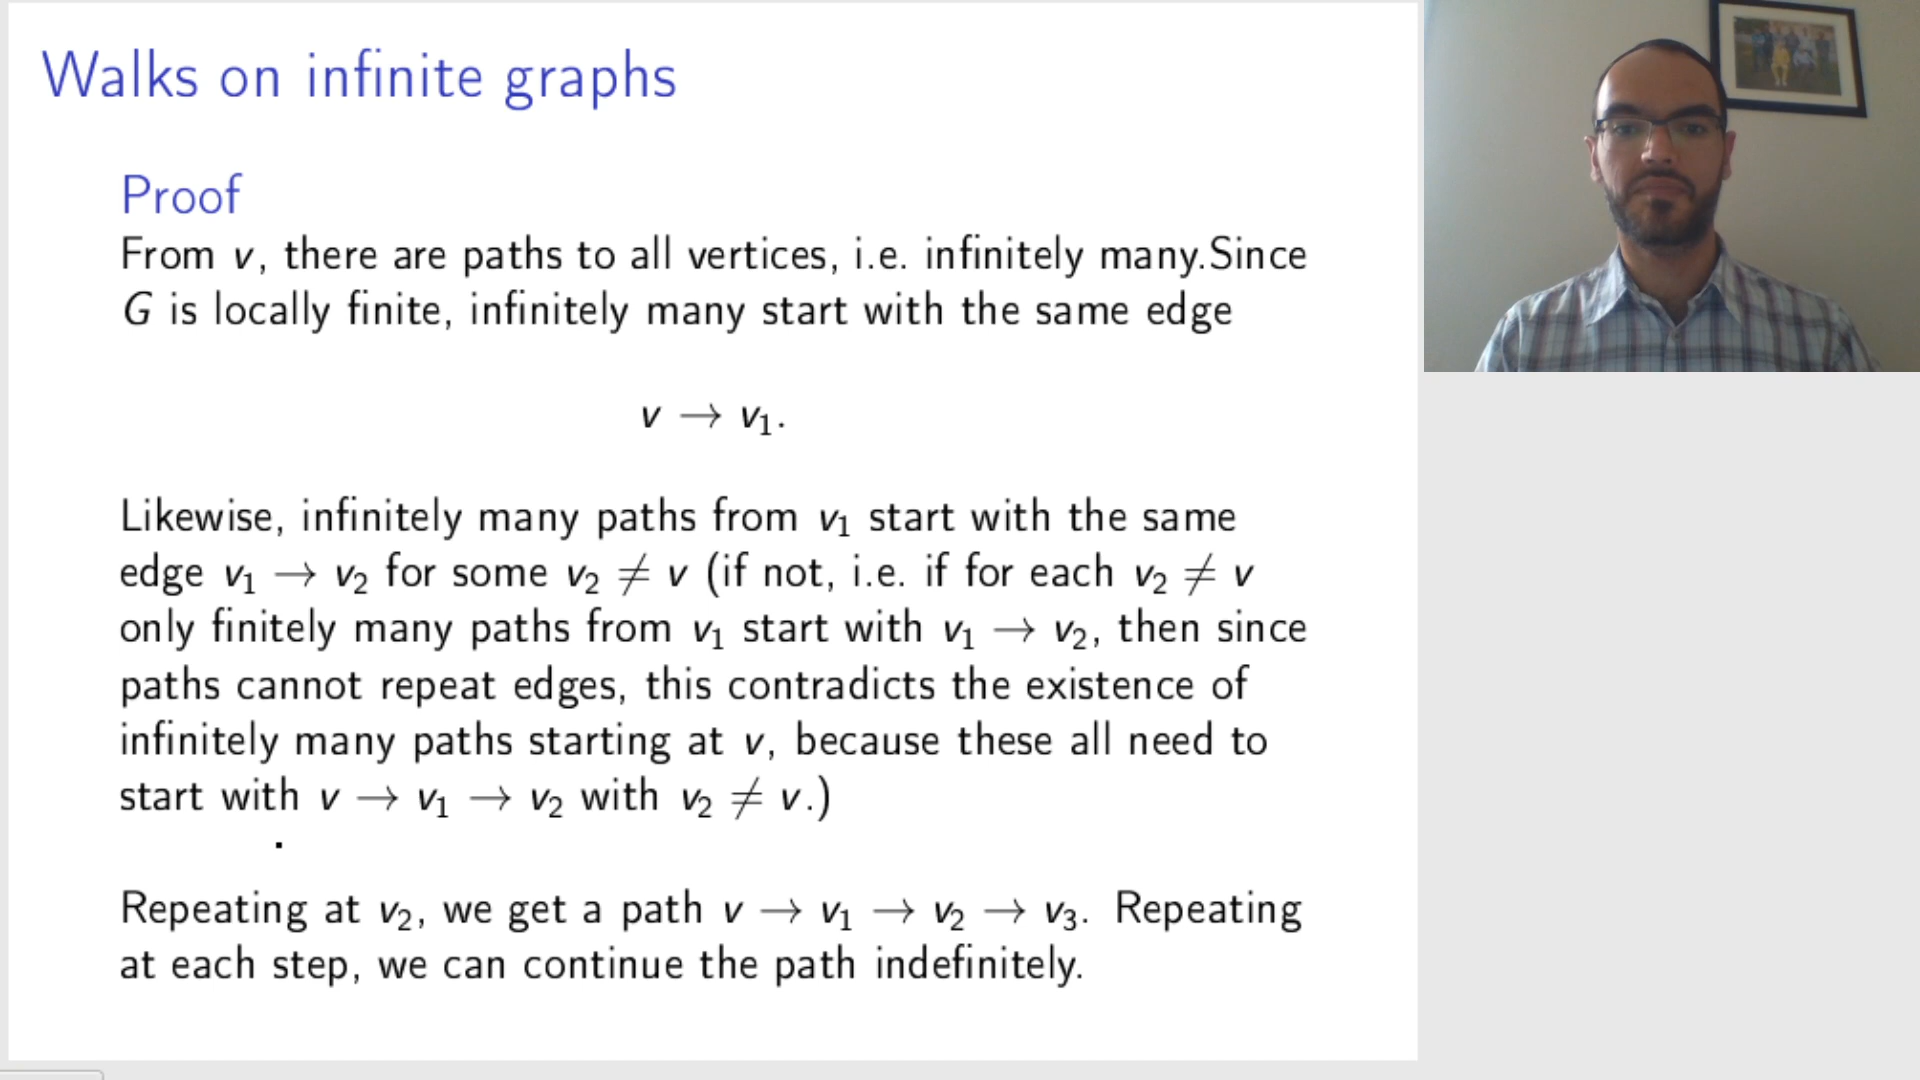 Walks on infinite graphs
Proof
From v, there are paths to all vertices, i.e. infinitely many.Since
G is locally finite, infinitely many start with the same edge
v → v₁.
Likewise, infinitely many paths from v₁ start with the same
edge v₁ → v₂ for some v₂ ≠ v (if not, i.e. if for each v₂ ≠ v
only finitely many paths from v₁ start with v₁ → v₂, then since
paths cannot repeat edges, this contradicts the existence of
infinitely many paths starting at v, because these all need to
start with v → v₁ → v₂ with v₂ ≠ v.)
Repeating at v₂, we get a path v → v₁ → v₂ → v₃. Repeating
at each step, we can continue the path indefinitely.